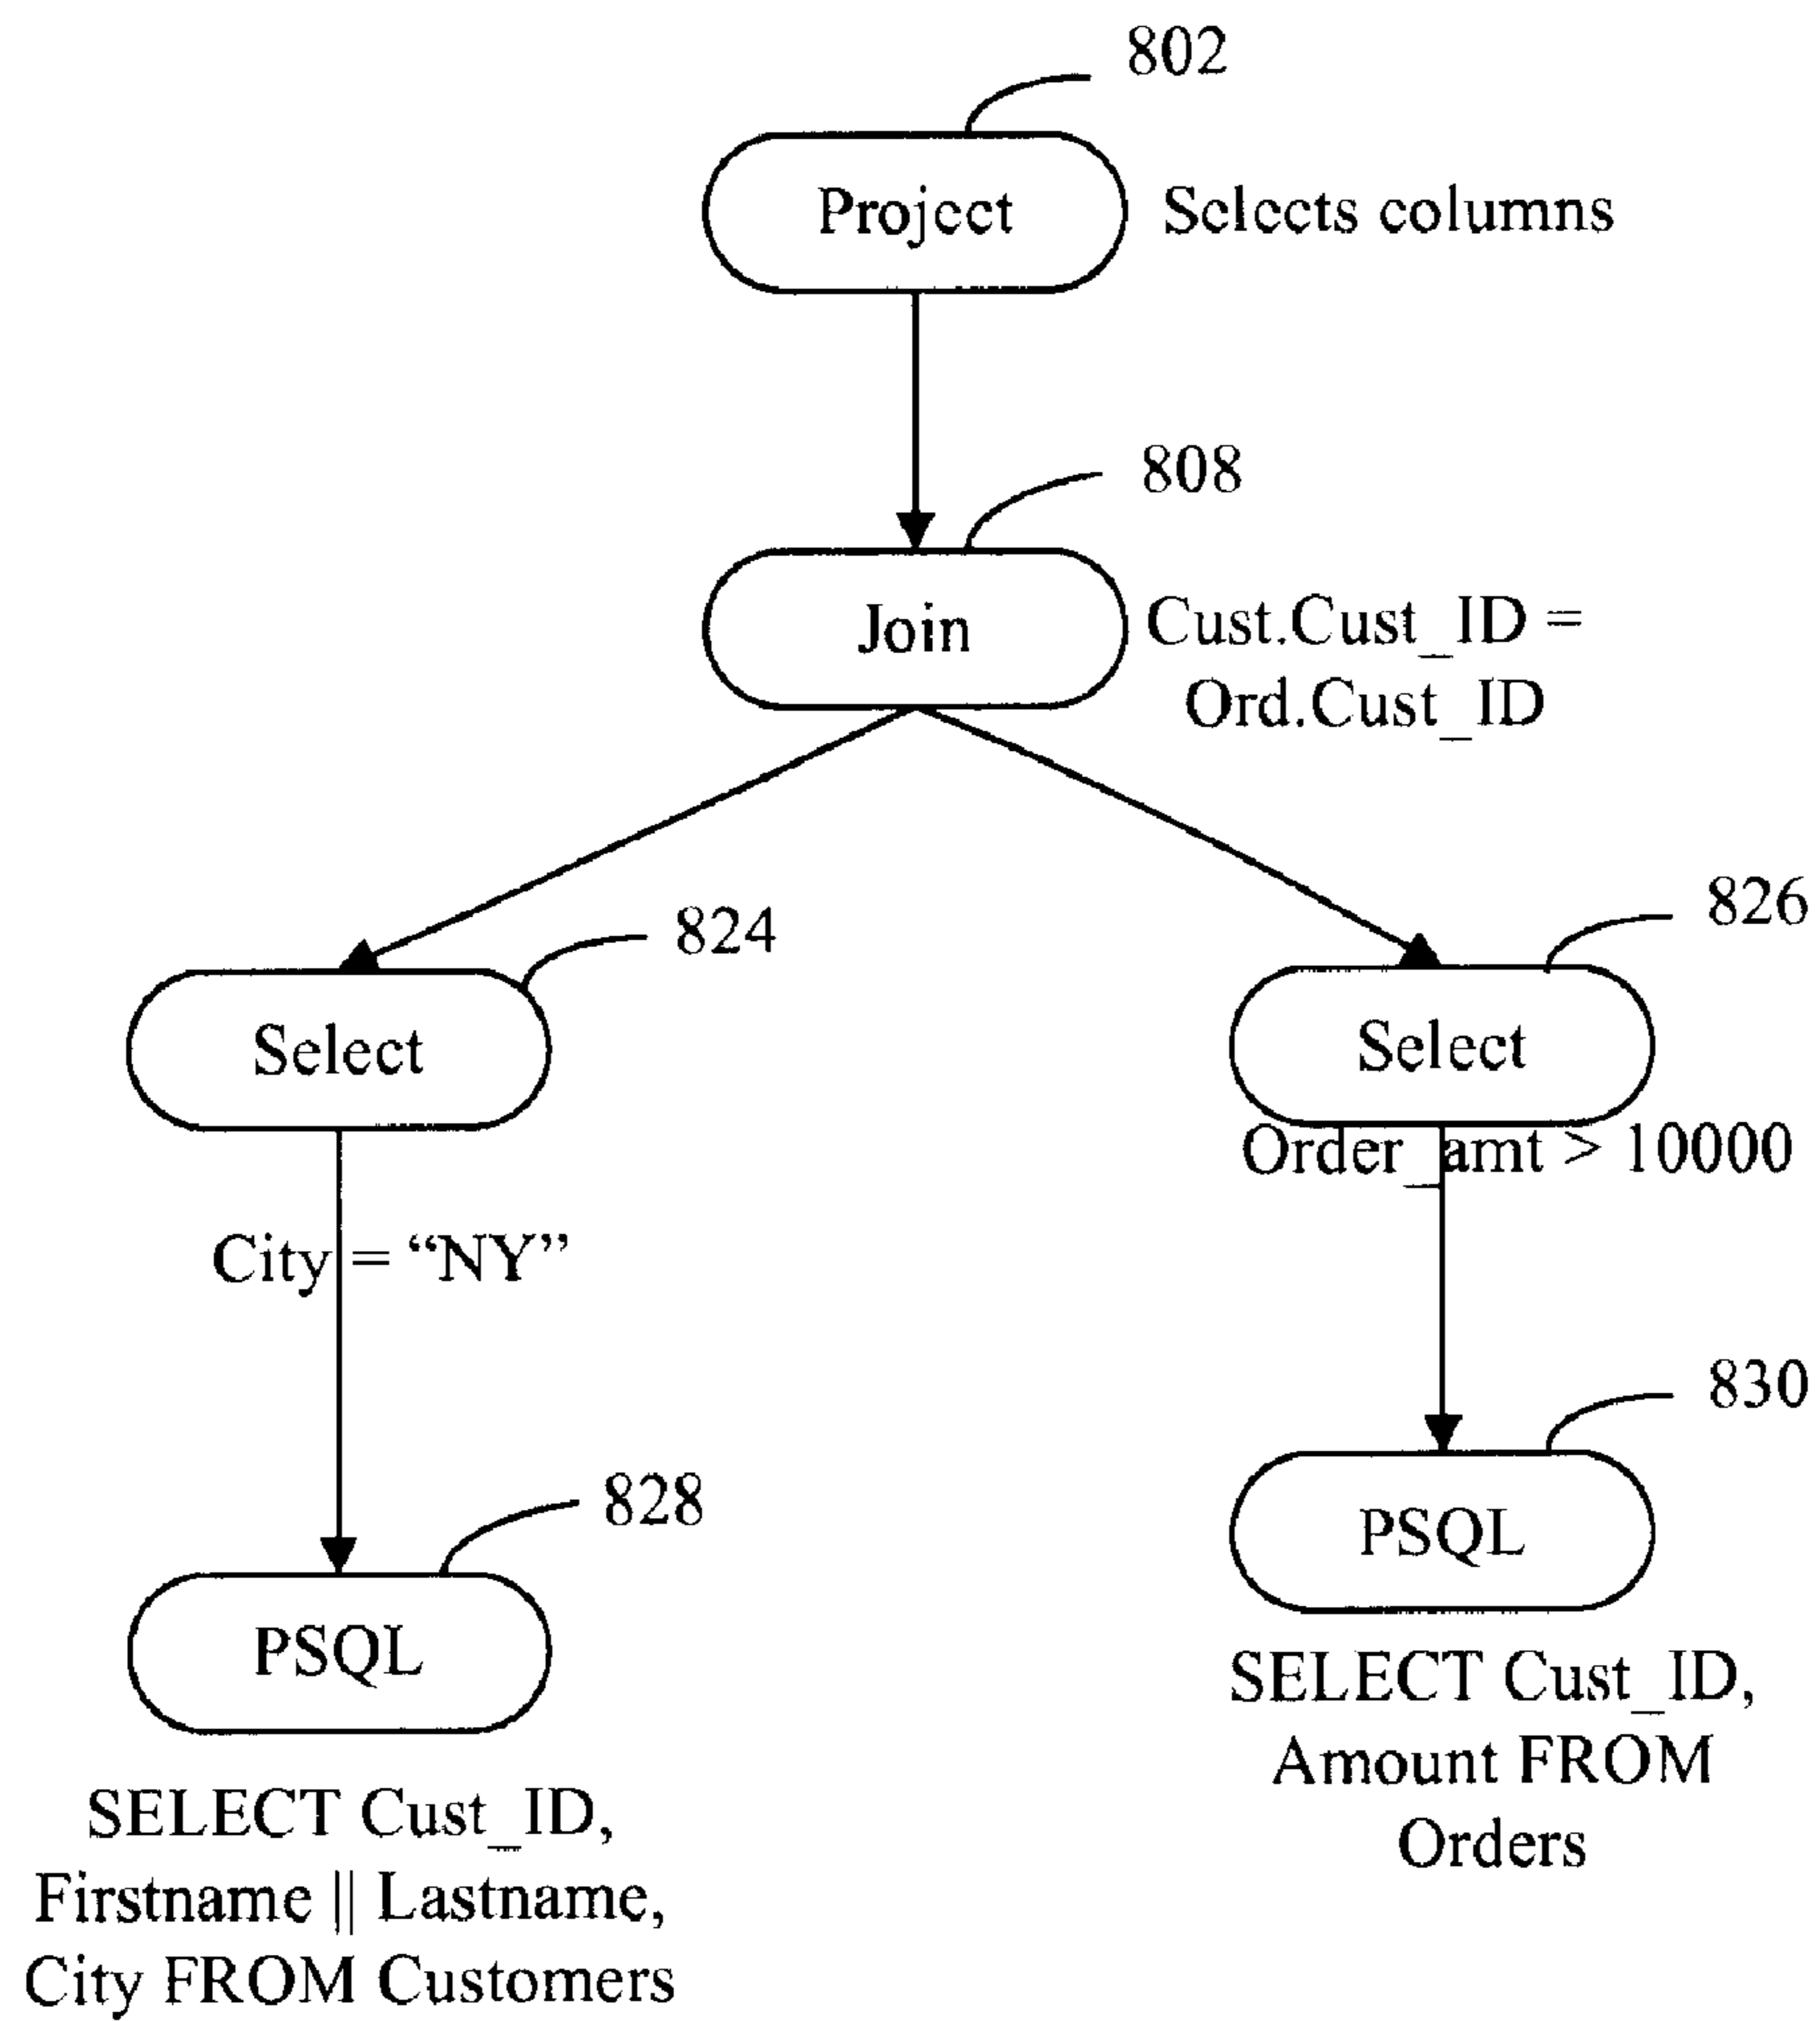 802
Project
Selects columns
808
Join
Cust.Cust_ID =
Ord.Cust_ID
824
Select
826
Select
Order_amt > 10000
City = “NY”
828
PSQL
830
PSQL
SELECT Cust_ID,
Amount FROM
Orders
SELECT Cust_ID,
Firstname || Lastname,
City FROM Customers